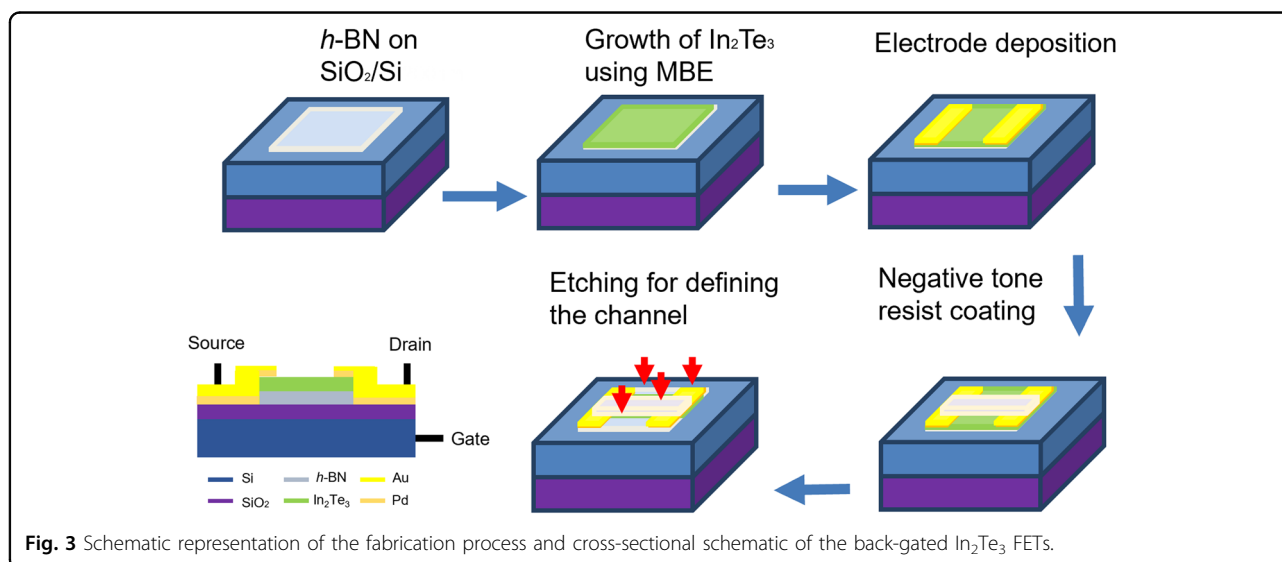 h-BN on
SiO₂/Si
Growth of In₂Te₃
using MBE
Electrode deposition
Negative tone
resist coating
Etching for defining
the channel
Source
Drain
Gate
Si
h-BN
Au
SiO₂
In₂Te₃
Pd
Fig. 3 Schematic representation of the fabrication process and cross-sectional schematic of the back-gated In₂Te₃ FETs.